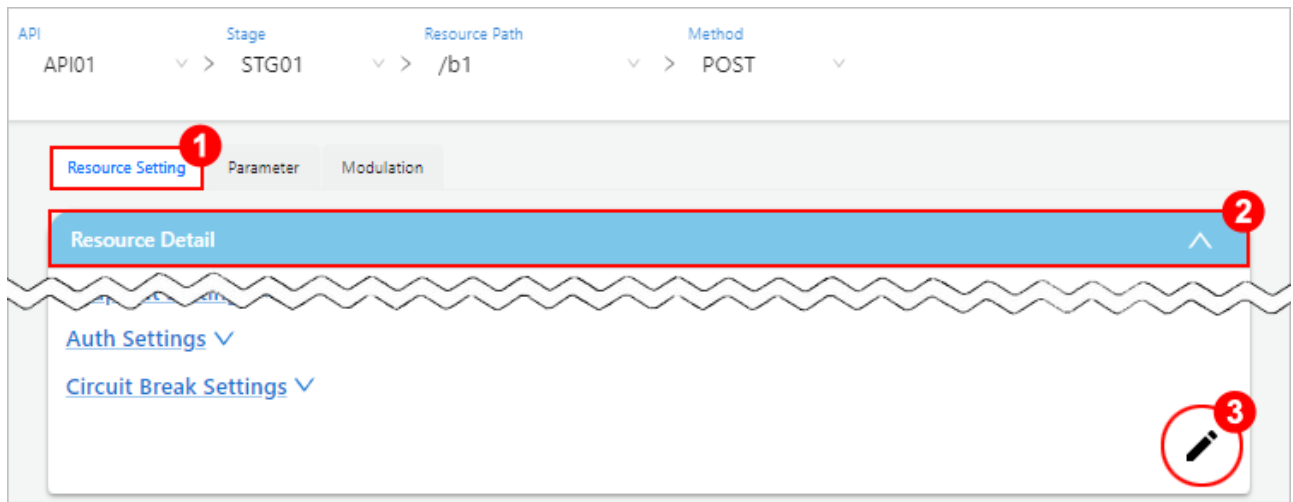 API Stage Resource Path Method
API01 > STG01 > /b1 > POST
1
Resource Setting Parameter Modulation
2
Resource Detail
Auth Settings
Circuit Break Settings
3